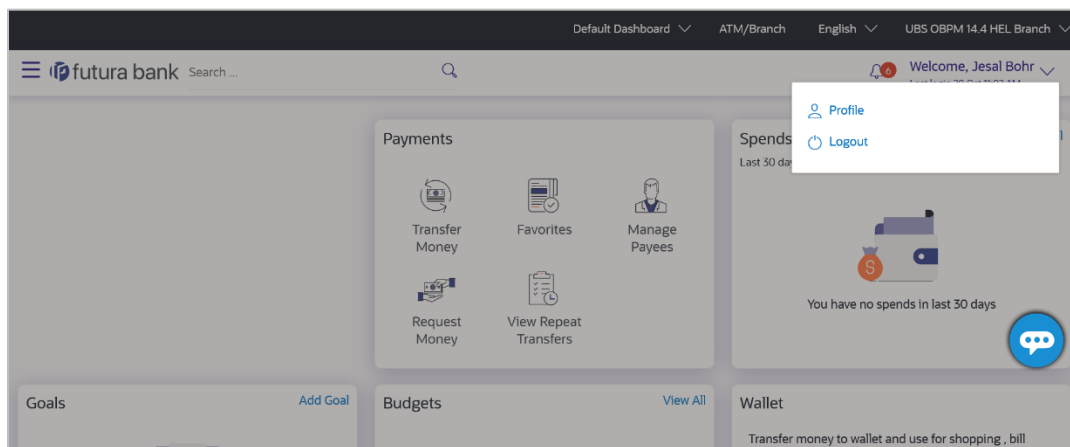 Default Dashboard
ATM/Branch
English
UBS OBPM 14.4 HEL Branch
futura bank
Search ...
6
Welcome, Jesal Bohr
Profile
Logout
Payments
Transfer
Money
Favorites
Manage
Payees
Request
Money
View Repeat
Transfers
Spends
Last 30 da
S
You have no spends in last 30 days
Goals
Add Goal
Budgets
View All
Wallet
Transfer money to wallet and use for shopping , bill